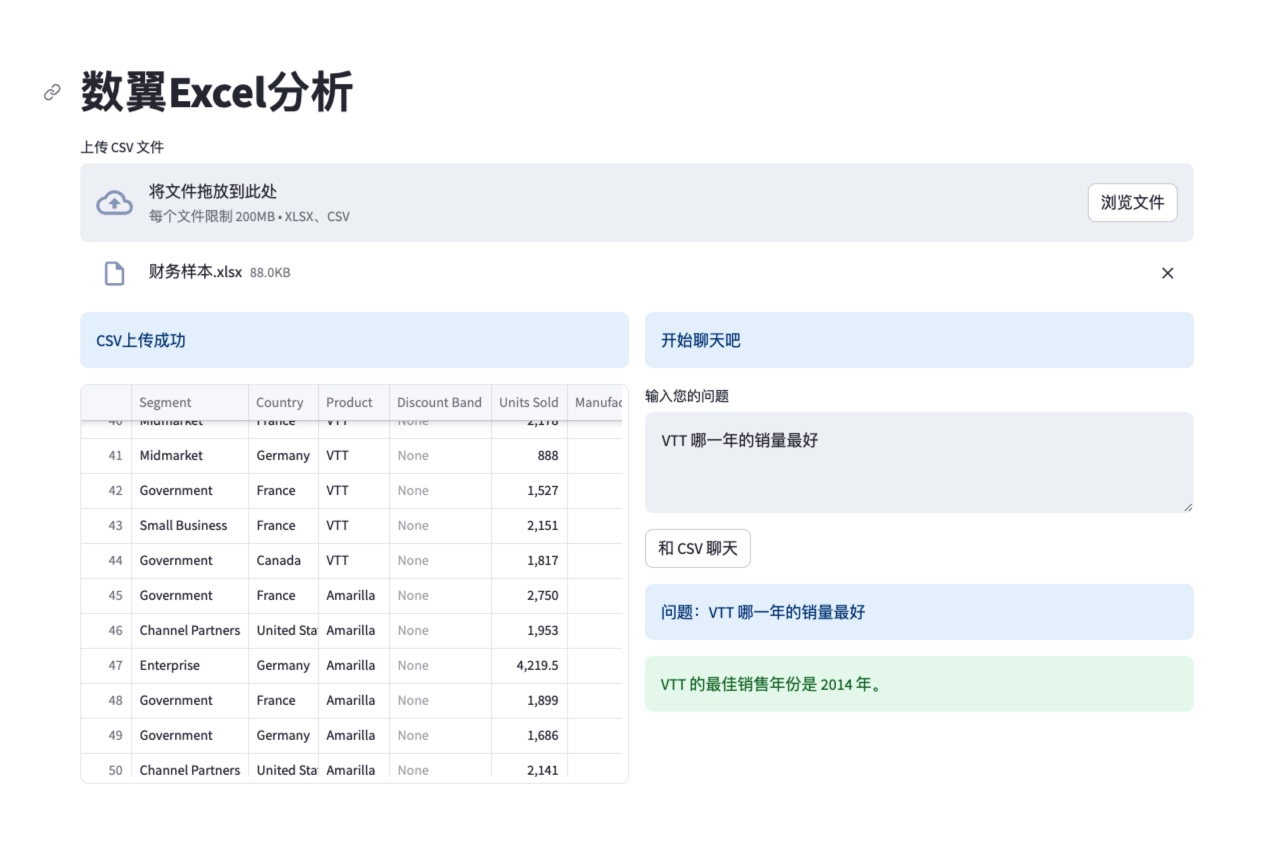 数翼Excel分析
上传 CSV 文件
将文件拖放到此处
每个文件限制 200MB • XLSX、CSV
浏览文件
财务样本.xlsx 88.0KB
CSV上传成功
Segment Country Product Discount Band Units Sold Manufac
40 Midmarket France VTT None 2,178
41 Midmarket Germany VTT None 888
42 Government France VTT None 1,527
43 Small Business France VTT None 2,151
44 Government Canada VTT None 1,817
45 Government France Amarilla None 2,750
46 Channel Partners United Sta Amarilla None 1,953
47 Enterprise Germany Amarilla None 4,219.5
48 Government France Amarilla None 1,899
49 Government Germany Amarilla None 1,686
50 Channel Partners United Sta Amarilla None 2,141
开始聊天吧
输入您的问题
VTT 哪一年的销量最好
和 CSV 聊天
问题：VTT 哪一年的销量最好
VTT 的最佳销售年份是 2014 年。